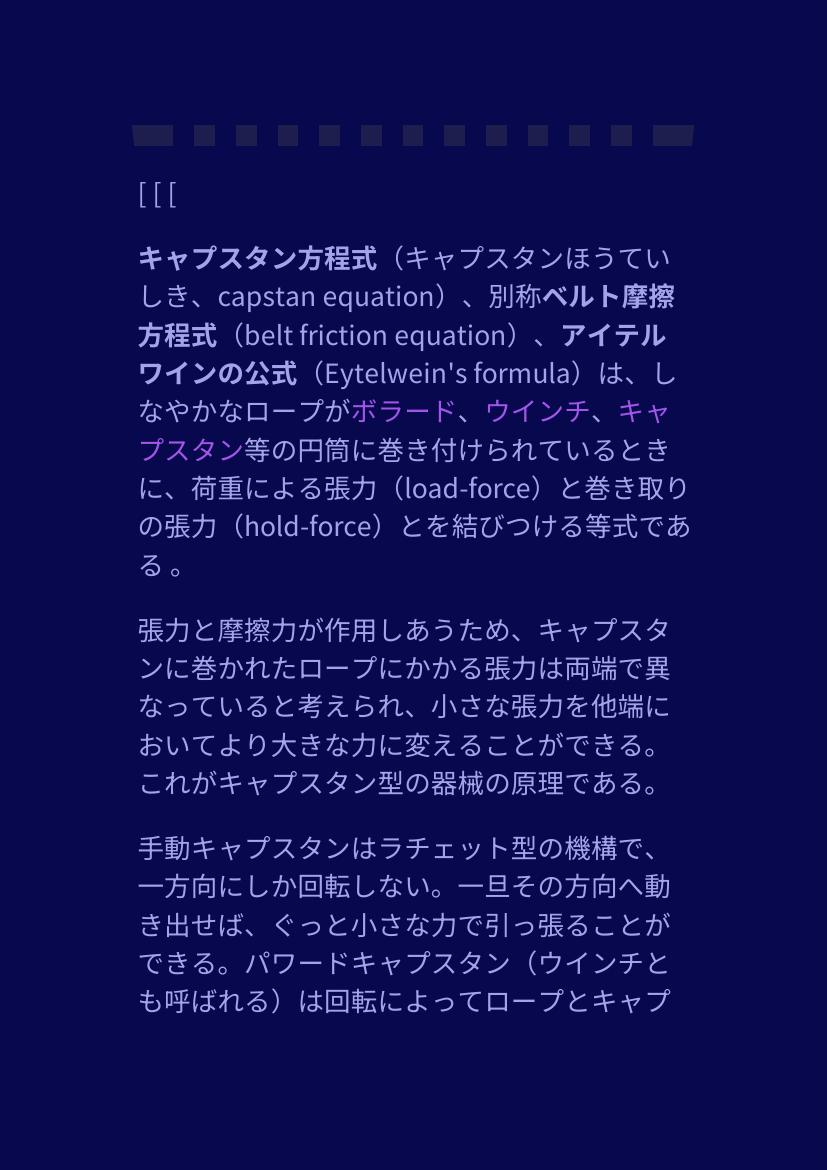 [ [ [
キャプスタン方程式（キャプスタンほうてい
しき、capstan equation）、別称ベルト摩擦
方程式（belt friction equation）、アイテル
ワインの公式（Eytelwein's formula）は、し
なやかなロープがボラード、ウインチ、キャ
プスタン等の円筒に巻き付けられているとき
に、荷重による張力（load-force）と巻き取り
の張力（hold-force）とを結びつける等式であ
る 。
張力と摩擦力が作用しあうため、キャプスタ
ンに巻かれたロープにかかる張力は両端で異
なっていると考えられ、小さな張力を他端に
おいてより大きな力に変えることができる。
これがキャプスタン型の器械の原理である。
手動キャプスタンはラチェット型の機構で、
一方向にしか回転しない。一旦その方向へ動
き出せば、ぐっと小さな力で引っ張ることが
できる。パワードキャプスタン（ウインチと
も呼ばれる）は回転によってロープとキャプ